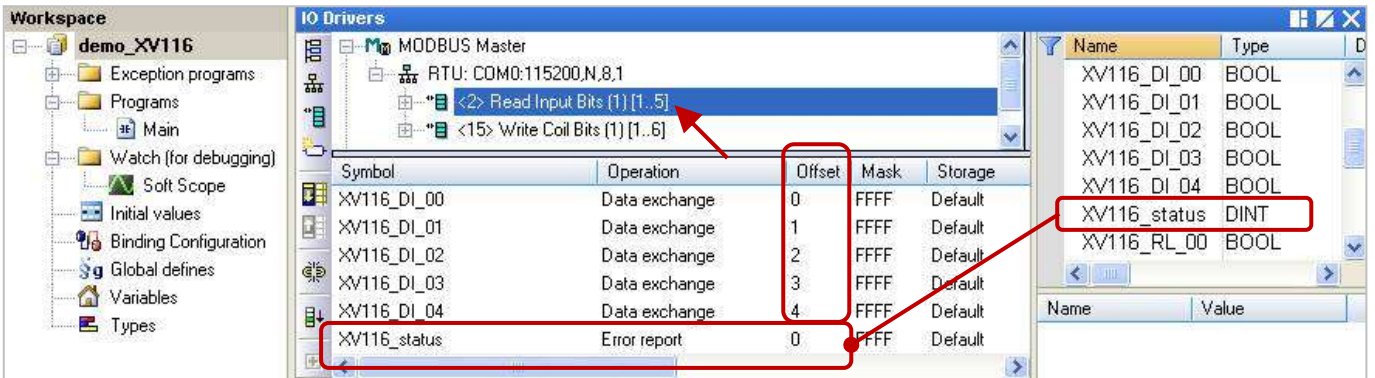 Workspace
demo_XV116
Exception programs
Programs
Main
Watch (for debugging)
Soft Scope
Initial values
Binding Configuration
Global defines
Variables
Types
IO Drivers
MODBUS Master
RTU: COM0:115200,N,8,1
<2> Read Input Bits (1) [1..5]
<15> Write Coil Bits (1) [1..6]
Symbol Operation Offset Mask Storage
XV116_DI_00 Data exchange 0 FFFF Default
XV116_DI_01 Data exchange 1 FFFF Default
XV116_DI_02 Data exchange 2 FFFF Default
XV116_DI_03 Data exchange 3 FFFF Default
XV116_DI_04 Data exchange 4 FFFF Default
XV116_status Error report 0 FFFF Default
Name Type D
XV116_DI_00 BOOL
XV116_DI_01 BOOL
XV116_DI_02 BOOL
XV116_DI_03 BOOL
XV116_DI_04 BOOL
XV116_status DINT
XV116_RL_00 BOOL
Name Value